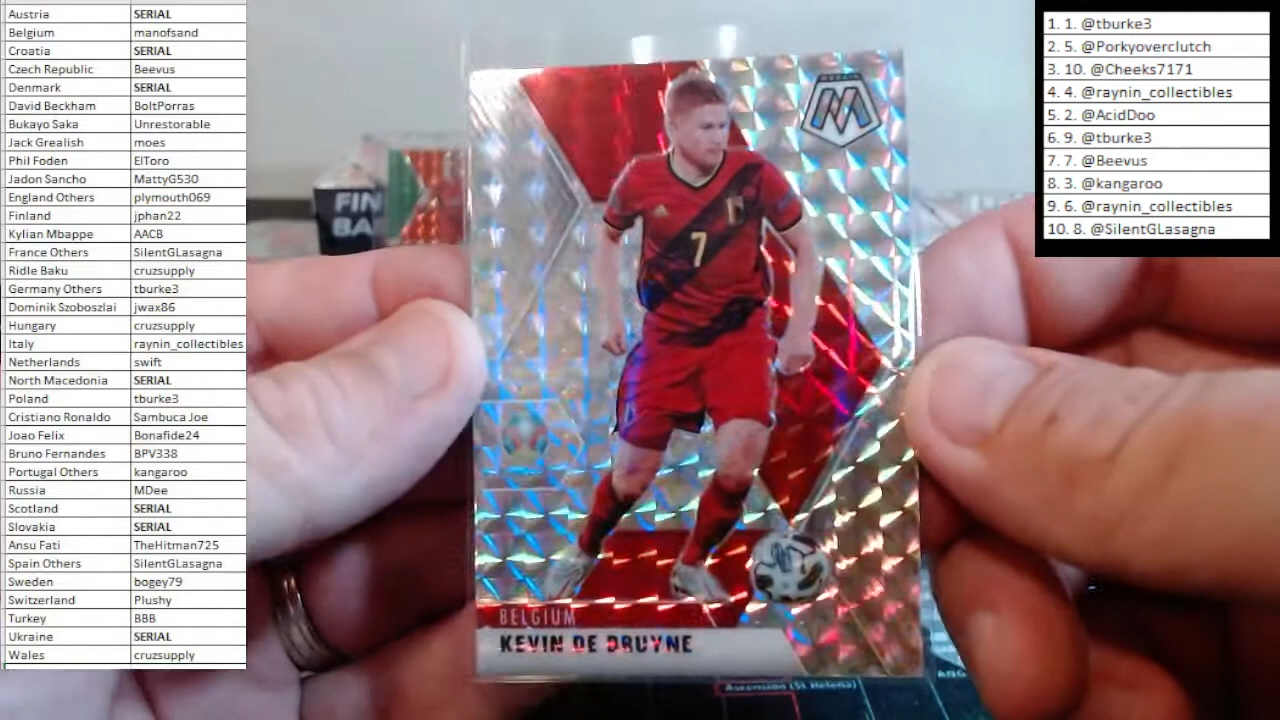 Austria SERIAL
Belgium manofsand
Croatia SERIAL
Czech Republic Beevus
Denmark SERIAL
David Beckham BoltPorras
Bukayo Saka Unrestorable
Jack Grealish moes
Phil Foden ElToro
Jadon Sancho MattyG530
England Others plymouth069
Finland jphan22
Kylian Mbappe AACB
France Others SilentGLasagna
Ridle Baku cruzsupply
Germany Others tburke3
Dominik Szoboszlai jwax86
Hungary cruzsupply
Italy raynin_collectibles
Netherlands swift
North Macedonia SERIAL
Poland tburke3
Cristiano Ronaldo Sambuca Joe
Joao Felix Bonafide24
Bruno Fernandes BPV338
Portugal Others kangaroo
Russia MDee
Scotland SERIAL
Slovakia SERIAL
Ansu Fati TheHitman725
Spain Others SilentGLasagna
Sweden bogey79
Switzerland Plushy
Turkey BBB
Ukraine SERIAL
Wales cruzsupply
FIN
BA
7
BELGIUM
KEVIN DE BRUYNE
Ascension (St Helena)
1. 1. @tburke3
2. 5. @Porkyoverclutch
3. 10. @Cheeks7171
4. 4. @raynin_collectibles
5. 2. @AcidDoo
6. 9. @tburke3
7. 7. @Beevus
8. 3. @kangaroo
9. 6. @raynin_collectibles
10. 8. @SilentGLasagna